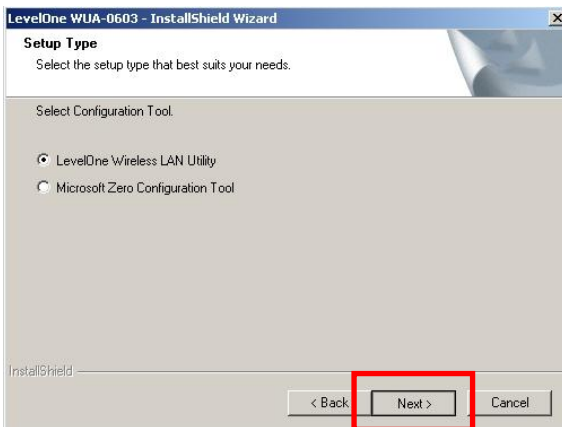 LevelOne WUA-0603 - InstallShield Wizard
Setup Type
Select the setup type that best suits your needs.
Select Configuration Tool.
LevelOne Wireless LAN Utility
Microsoft Zero Configuration Tool
InstallShield
< Back
Next >
Cancel